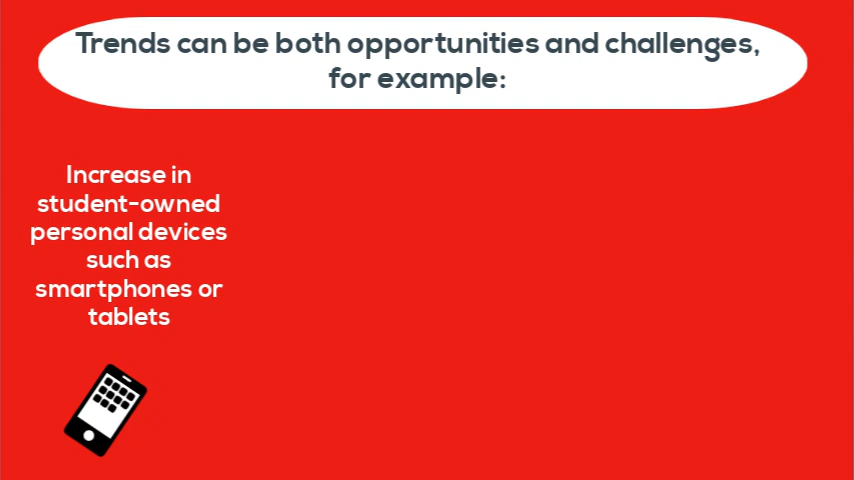 Trends can be both opportunities and challenges,
for example:
Increase in
student-owned
personal devices
such as
smartphones or
tablets